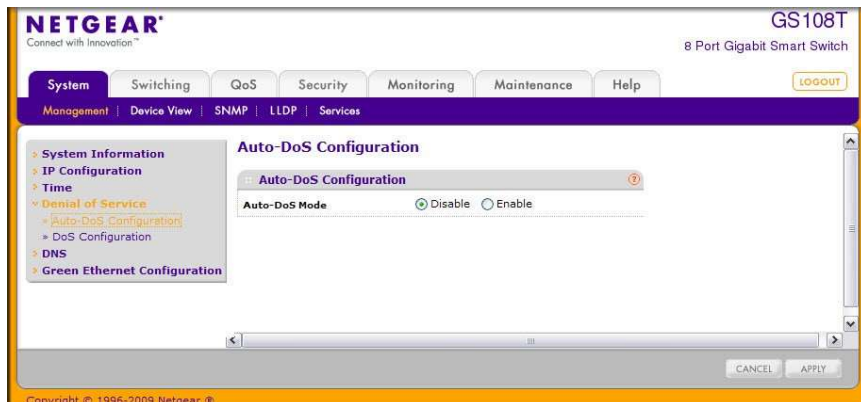 NETGEAR®
Connect with Innovation™
GS108T
8 Port Gigabit Smart Switch
System Switching QoS Security Monitoring Maintenance Help LOGOUT
Management | Device View | SNMP | LLDP | Services
System Information
IP Configuration
Time
Denial of Service
» Auto-DoS Configuration
» DoS Configuration
DNS
Green Ethernet Configuration
Auto-DoS Configuration
Auto-DoS Configuration ?
Auto-DoS Mode Disable Enable
CANCEL APPLY
Copyright © 1996-2009 Netgear ®